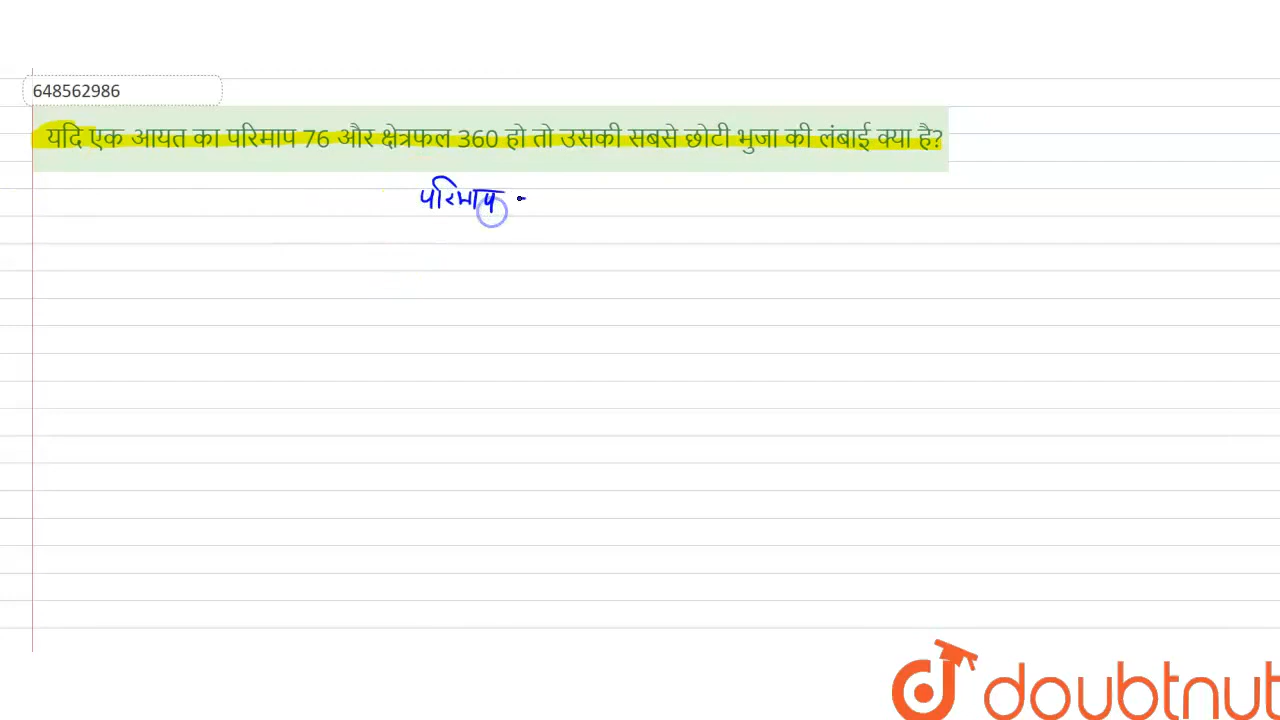 648562986
यदि एक आयत का परिमाप 76 और क्षेत्रफल 360 हो तो उसकी सबसे छोटी भुजा की लंबाई क्या है?
परिमाप
doubtnut